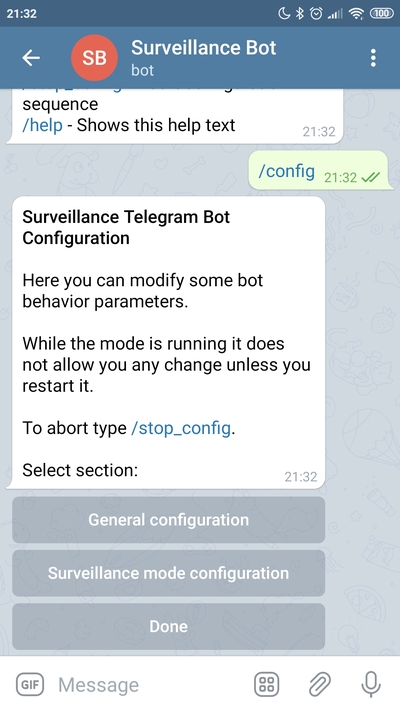 21:32
100
SB
Surveillance Bot
bot
sequence
/help - Shows this help text
21:32
/config
21:32
Surveillance Telegram Bot
Configuration
Here you can modify some bot
behavior parameters.
While the mode is running it does
not allow you any change unless you
restart it.
To abort type /stop_config.
Select section:
21:32
General configuration
Surveillance mode configuration
Done
GIF
Message